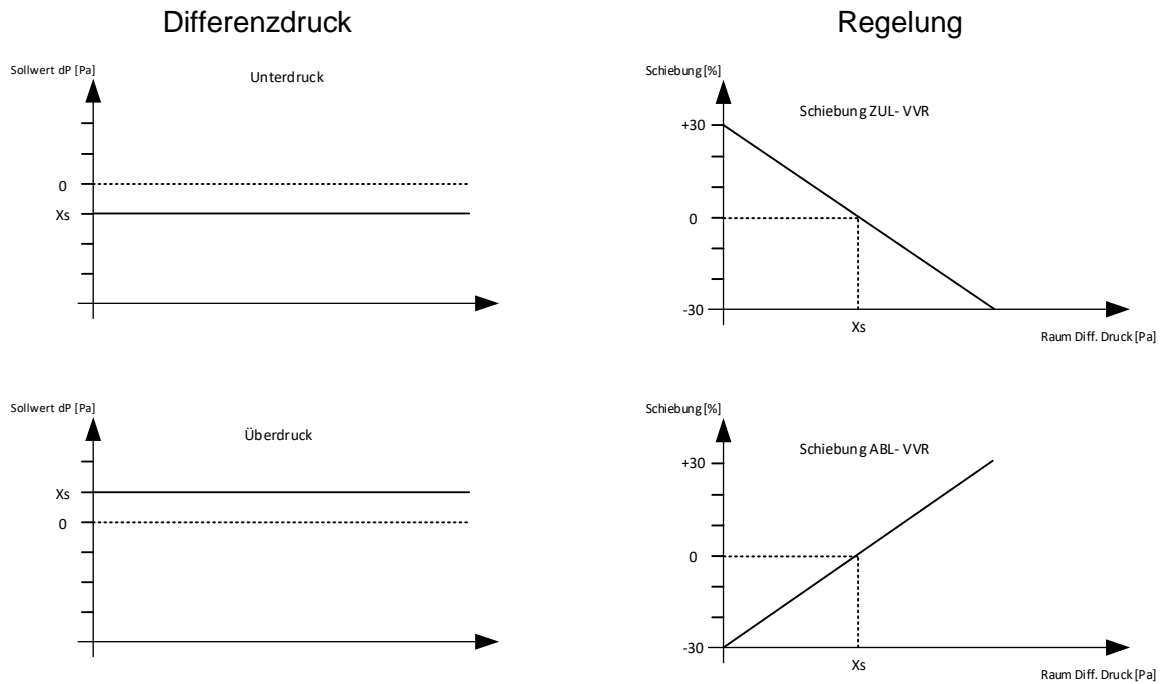 Differenzdruck
Regelung
Sollwert dP [Pa]
Unterdruck
0
Xs
Schiebung [%]
Schiebung ZUL- VVR
+30
0
-30
Xs
Raum Diff. Druck [Pa]
Sollwert dP [Pa]
Überdruck
Xs
0
Schiebung [%]
Schiebung ABL- VVR
+30
0
-30
Xs
Raum Diff. Druck [Pa]